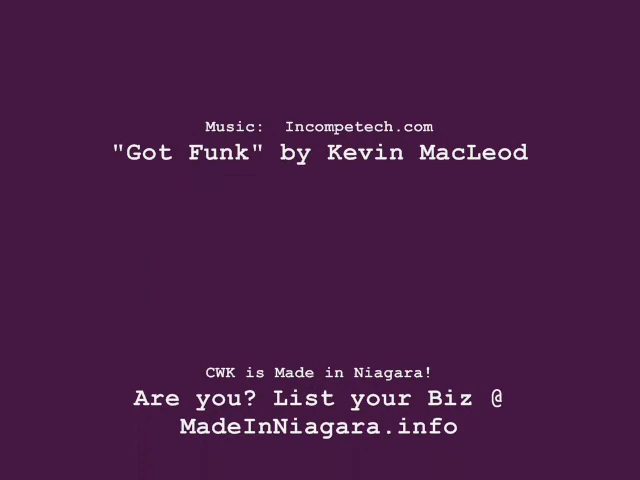 Music:  Incompetech.com
"Got Funk" by Kevin MacLeod
CWK is Made in Niagara!
Are you? List your Biz @
MadeInNiagara.info